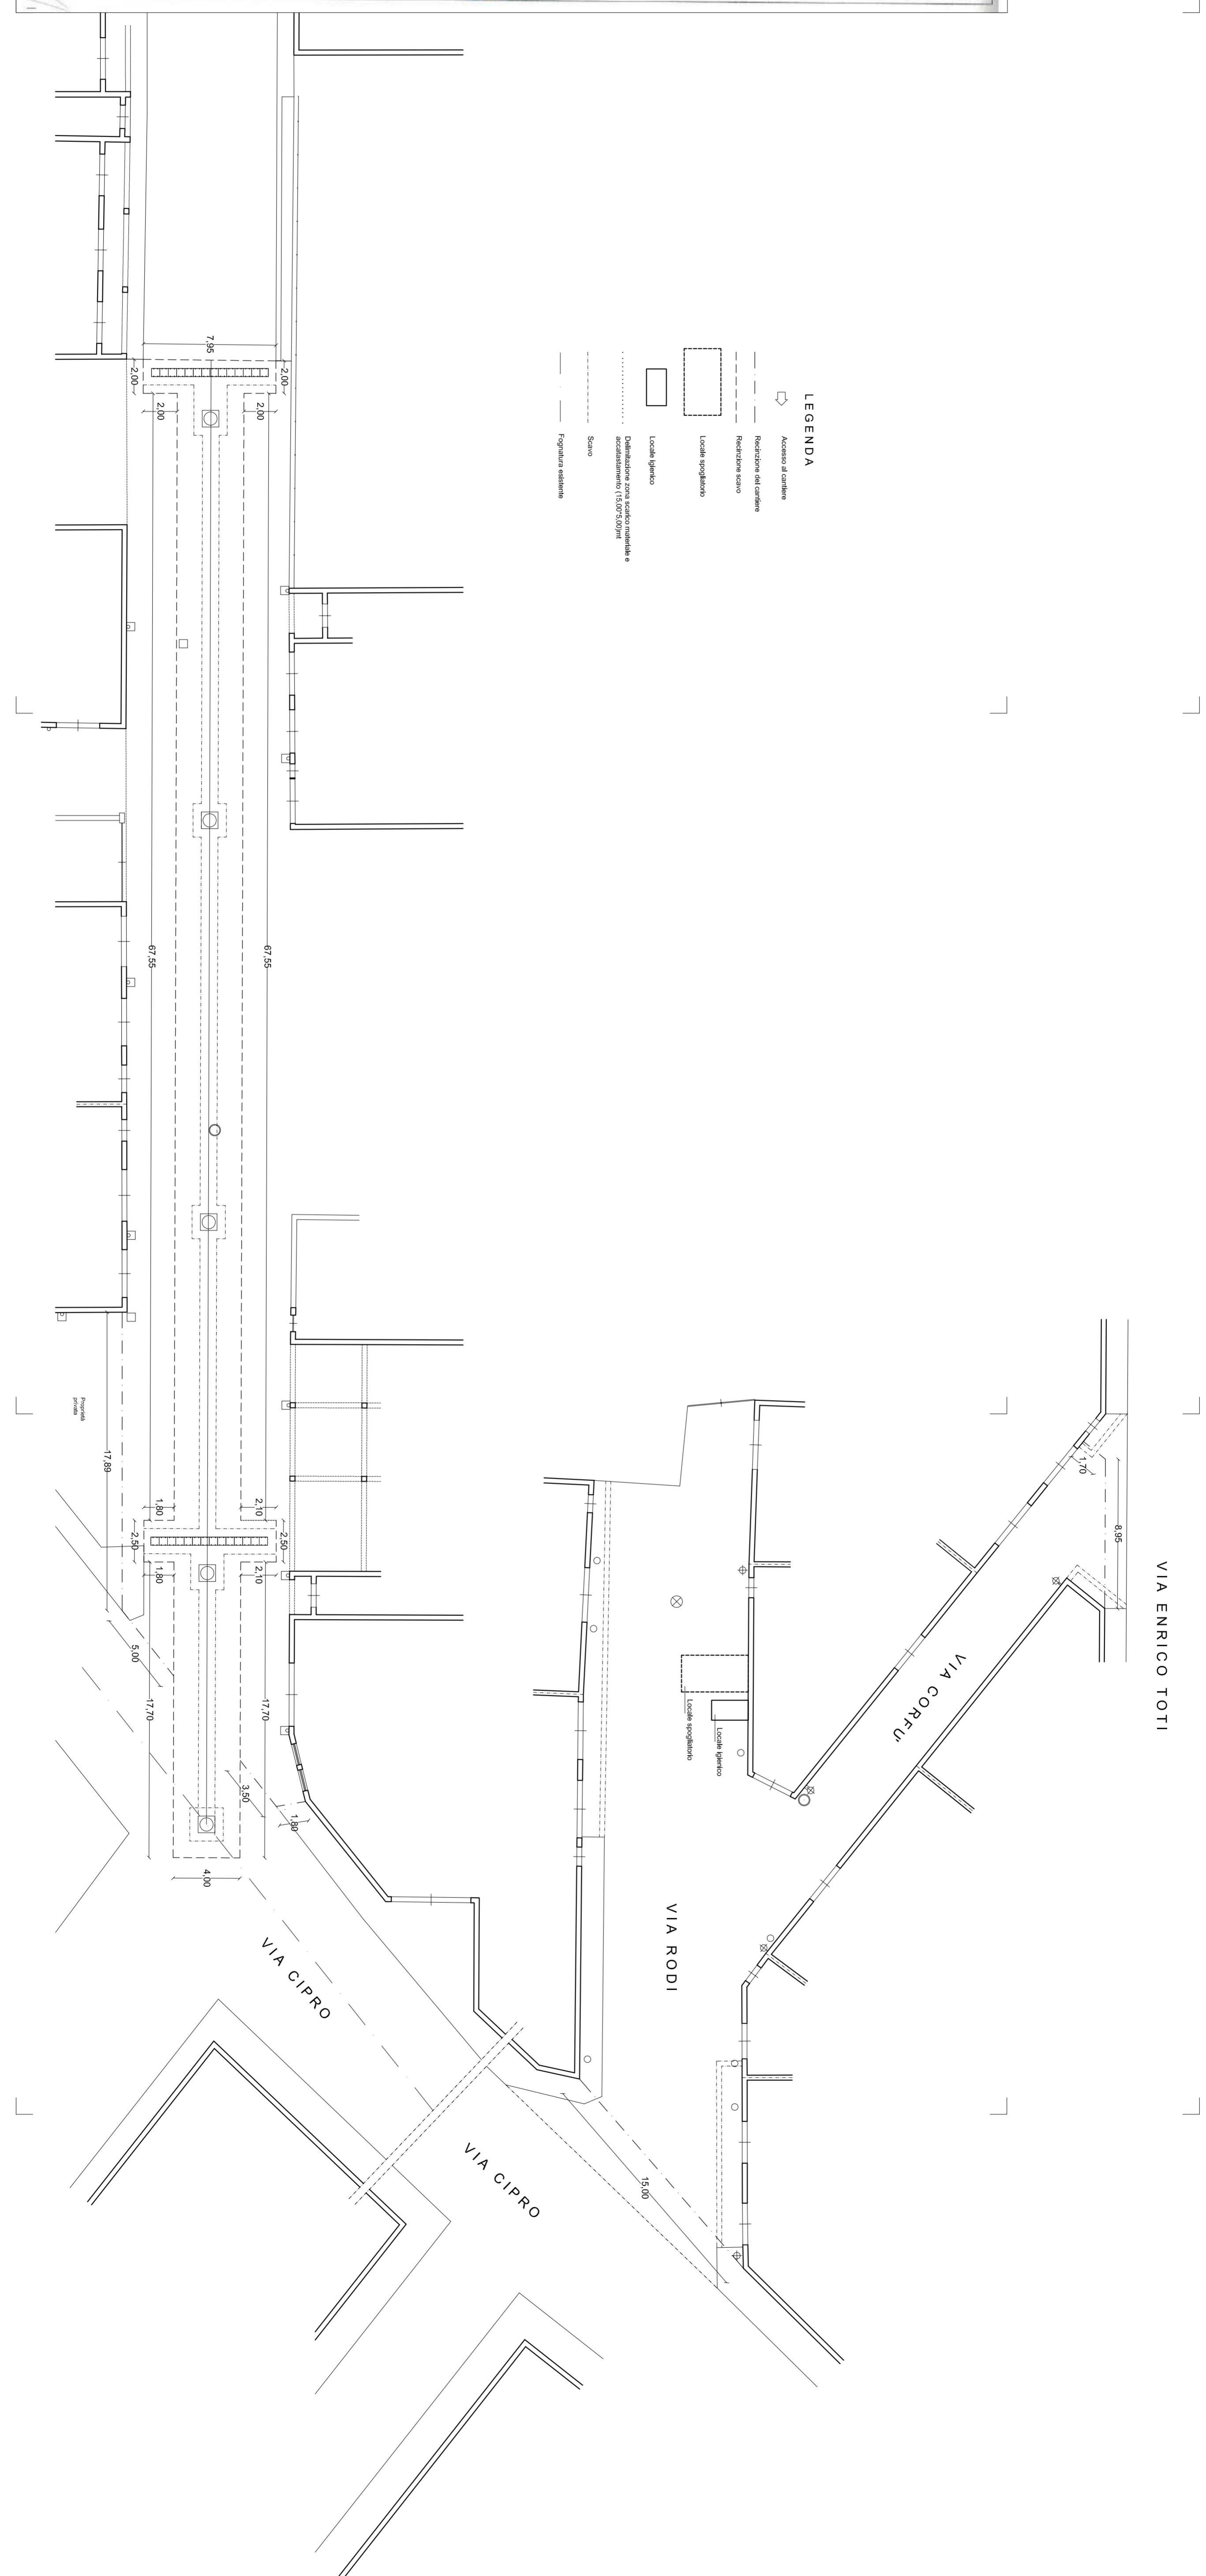 LEGENDA
Accesso al cantiere
Recinzione del cantiere
Recinzione scavo
Locale spogliatoio
Locale igienico
Delimitazione zona scarico materiale e
accatastamento (15,00*5,00)mt
Scavo
Fognatura esistente
7,95
2,00
2,00
2,00
2,00
67,55
67,55
Proprietà
privata
17,89
1,80
2,10
2,50
2,50
1,80
2,10
5,00
17,70
17,70
3,50
1,80
4,00
VIA ENRICO TOTI
1,70
8,95
VIA CORFU'
Locale spogliatoio
Locale igienico
VIA RODI
VIA CIPRO
VIA CIPRO
15,00